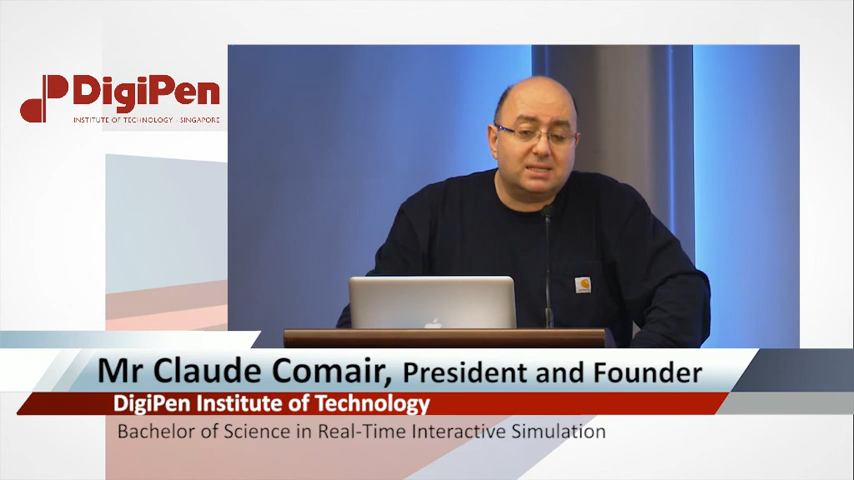 DigiPen
INSTITUTE OF TECHNOLOGY - SINGAPORE
Mr Claude Comair, President and Founder
DigiPen Institute of Technology
Bachelor of Science in Real-Time Interactive Simulation